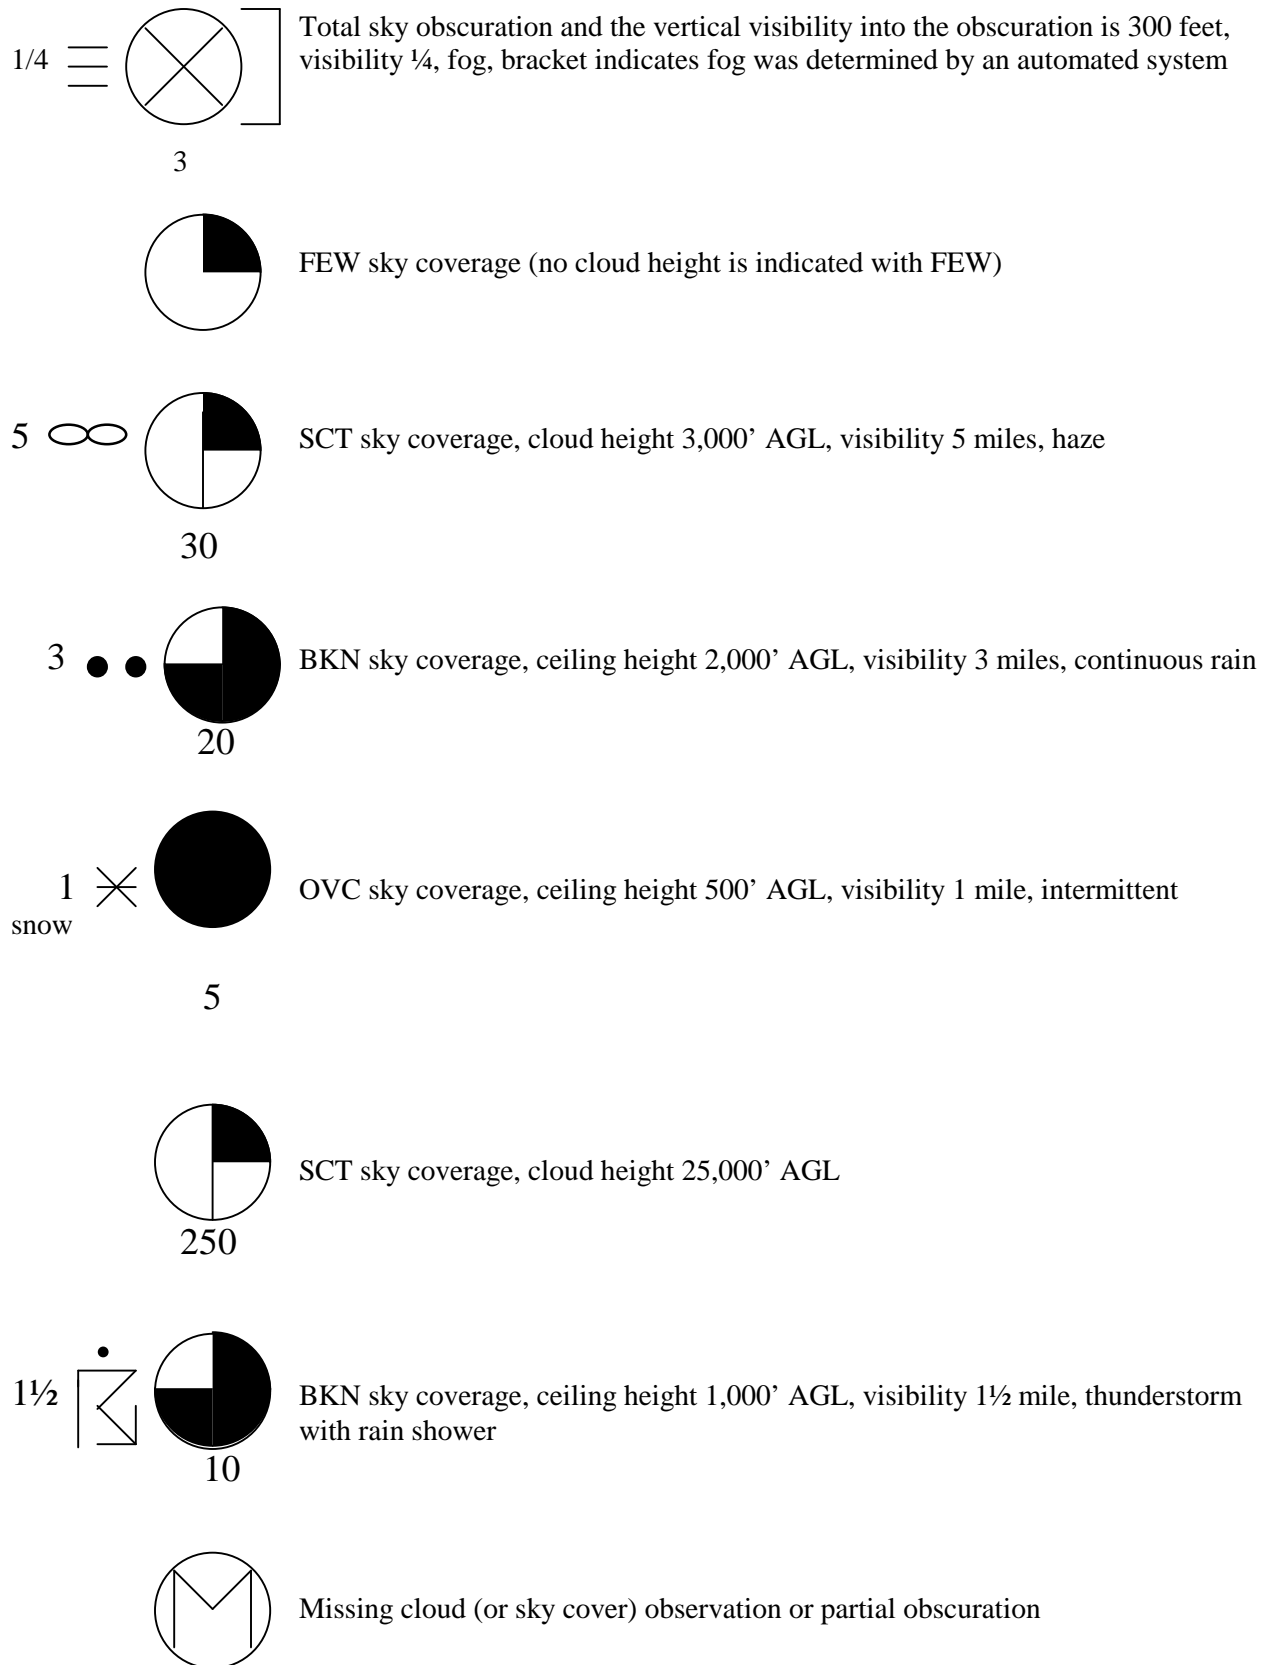 Total sky obscuration and the vertical visibility into the obscuration is 300 feet,
1/4 visibility ¼, fog, bracket indicates fog was determined by an automated system
3
FEW sky coverage (no cloud height is indicated with FEW)
5 SCT sky coverage, cloud height 3,000’ AGL, visibility 5 miles, haze
30
3 BKN sky coverage, ceiling height 2,000’ AGL, visibility 3 miles, continuous rain
20
1 OVC sky coverage, ceiling height 500’ AGL, visibility 1 mile, intermittent
snow
5
SCT sky coverage, cloud height 25,000’ AGL
250
1½ BKN sky coverage, ceiling height 1,000’ AGL, visibility 1½ mile, thunderstorm
with rain shower
10
M Missing cloud (or sky cover) observation or partial obscuration